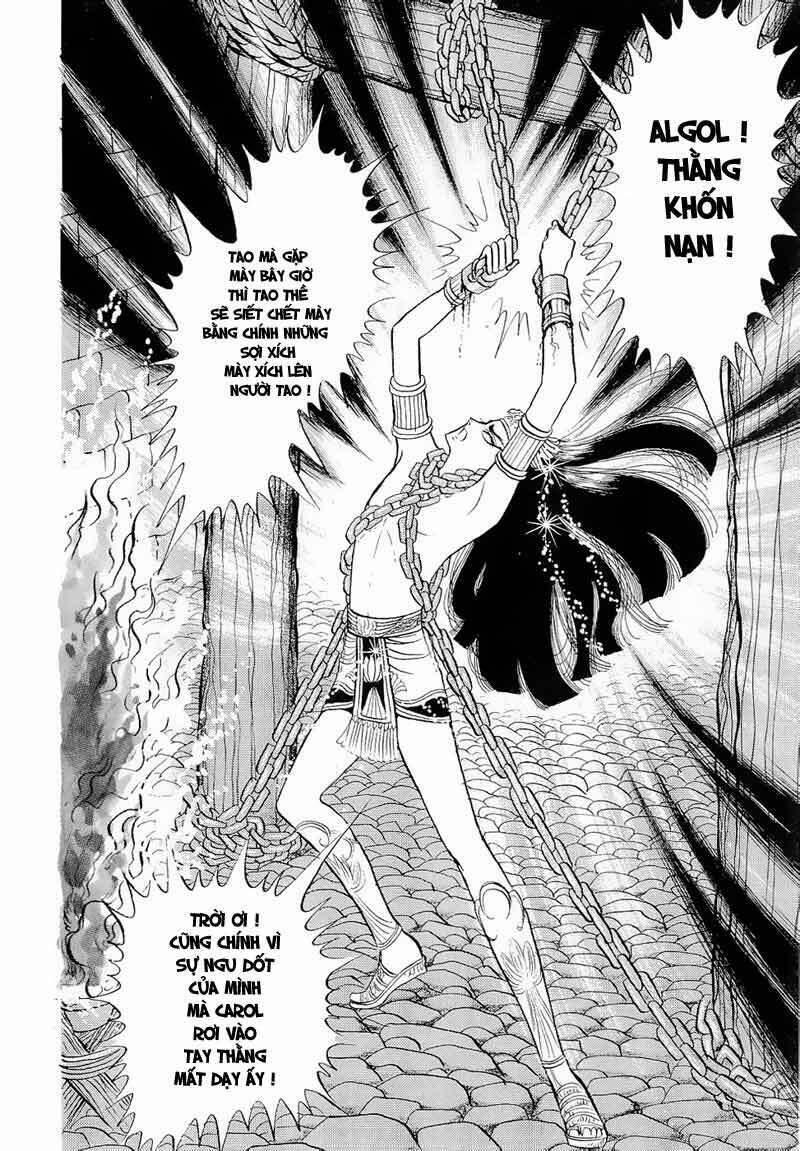 ALGOL !
THẰNG
KHỐN
NẠN !
TAO MÀ GẶP
MÀY BÂY GIỜ
THÌ TAO THỀ
SẼ SIẾT CHẾT MÀY
BẰNG CHÍNH NHỮNG
SỢI XÍCH
MÀY XÍCH LÊN
NGƯỜI TAO !
TRỜI ƠI !
CŨNG CHÍNH VÌ
SỰ NGU DỐT
CỦA MÌNH
MÀ CAROL
RƠI VÀO
TAY THẰNG
MẤT DẠY ẤY !